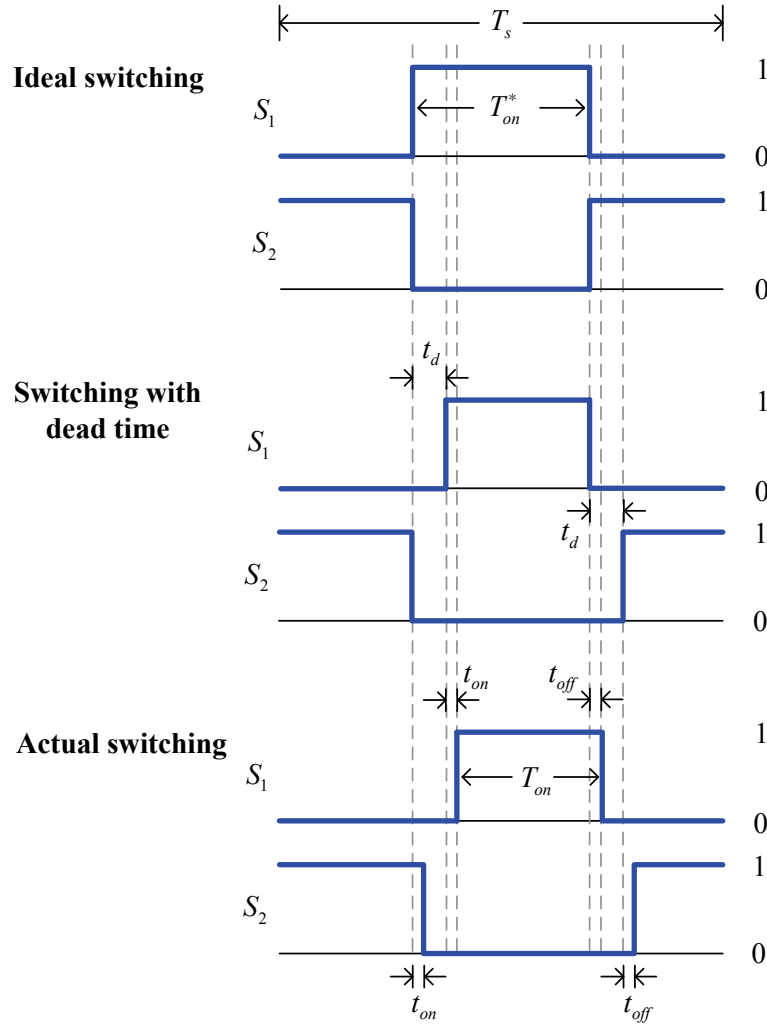 T_s
Ideal switching
1
S_1
T_on^*
0
1
S_2
0
t_d
Switching with
dead time
1
S_1
0
t_d
1
S_2
0
t_on
t_off
Actual switching
1
S_1
T_on
0
1
S_2
0
t_on
t_off